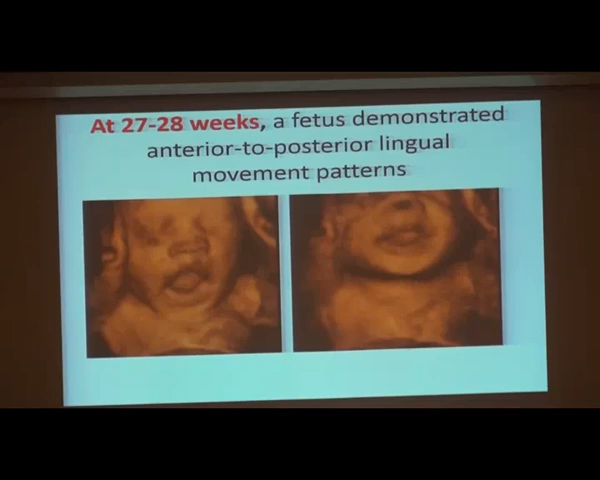 At 27-28 weeks, a fetus demonstrated
anterior-to-posterior lingual
movement patterns